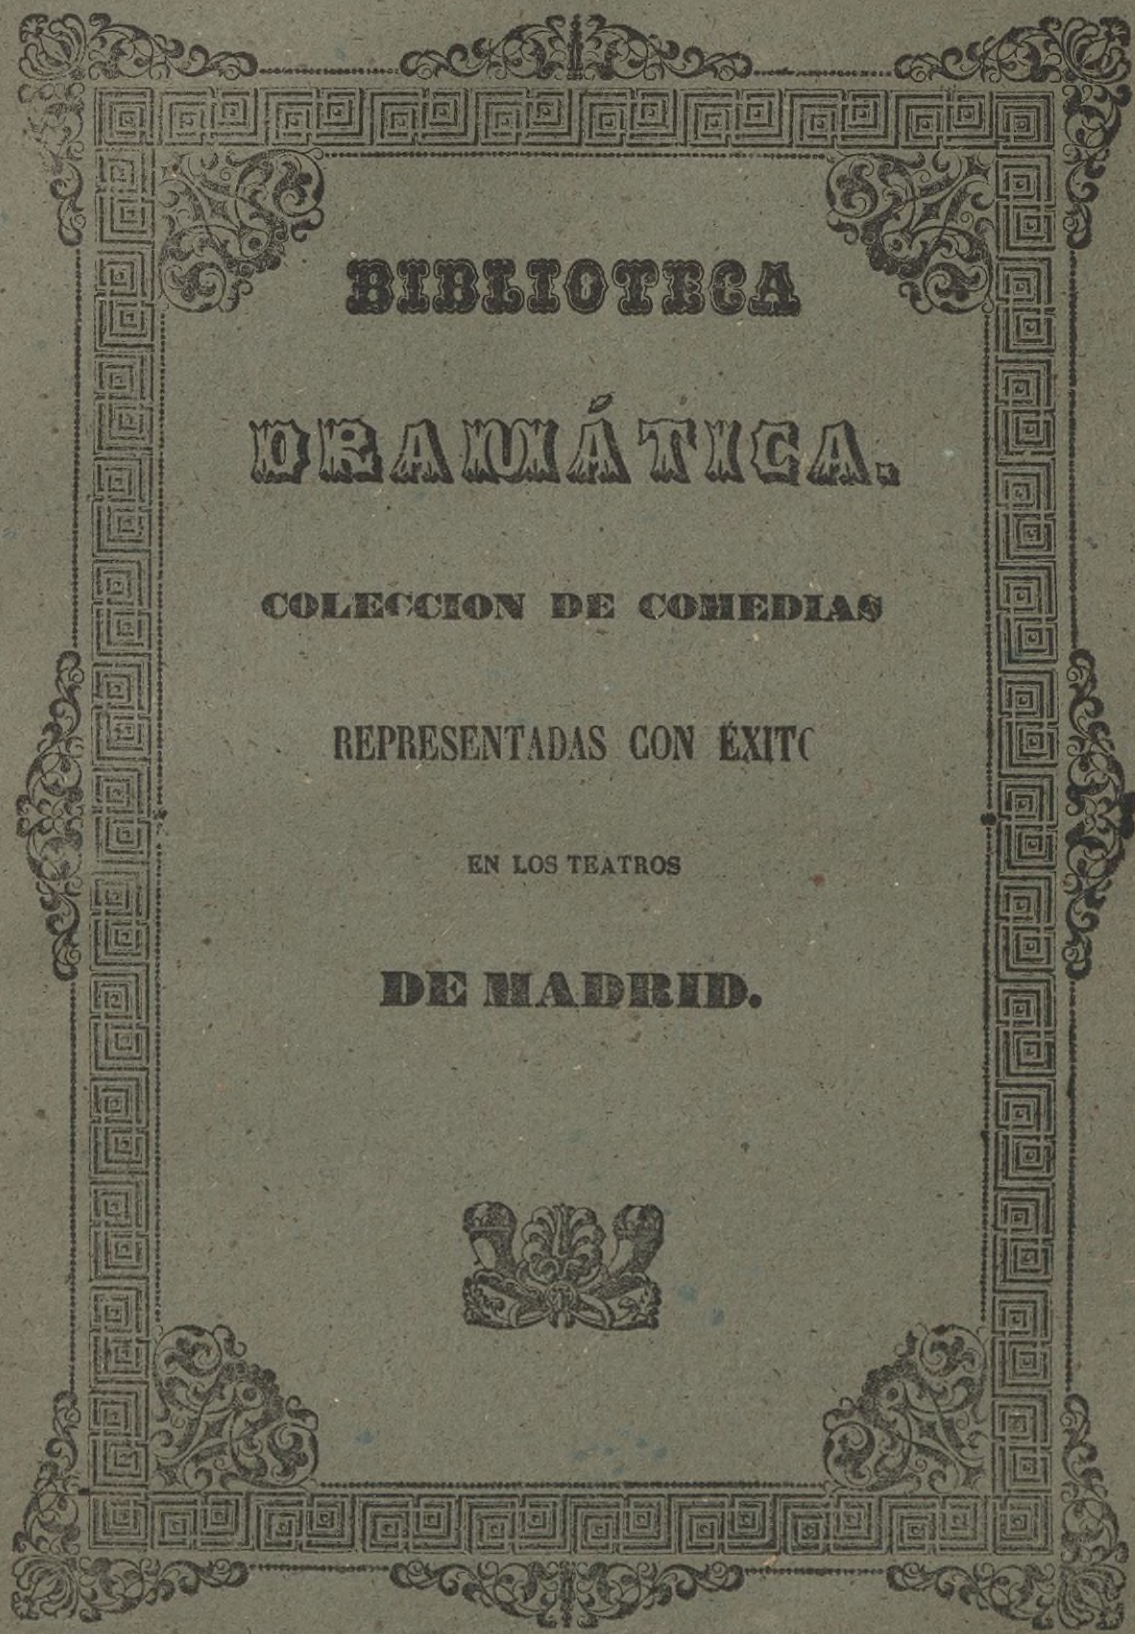 BIBLIOTECA
DRAMÁTICA.
COLECCION DE COMEDIAS
REPRESENTADAS CON ÉXITO
EN LOS TEATROS
DE MADRID.